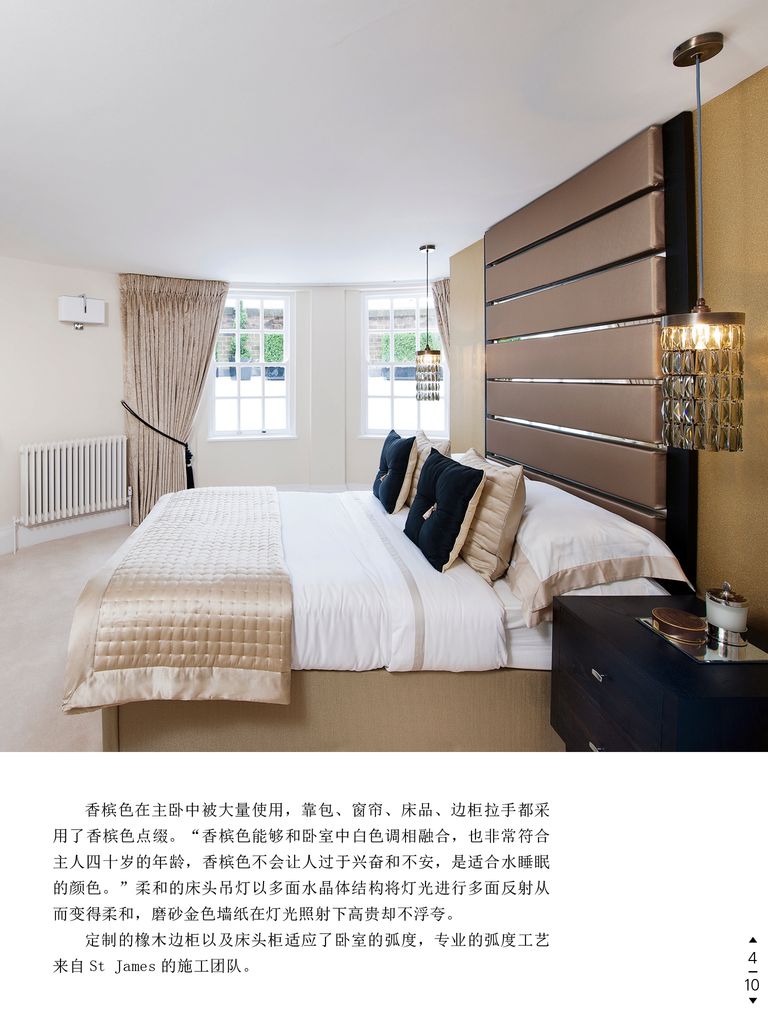 香槟色在主卧中被大量使用，靠包、窗帘、床品、边柜拉手都采
用了香槟色点缀。“香槟色能够和卧室中白色调相融合，也非常符合
主人四十岁的年龄，香槟色不会让人过于兴奋和不安，是适合水睡眠
的颜色。”柔和的床头吊灯以多面水晶体结构将灯光进行多面反射从
而变得柔和，磨砂金色墙纸在灯光照射下高贵却不浮夸。
定制的橡木边柜以及床头柜适应了卧室的弧度，专业的弧度工艺
来自 St James 的施工团队。
4
10